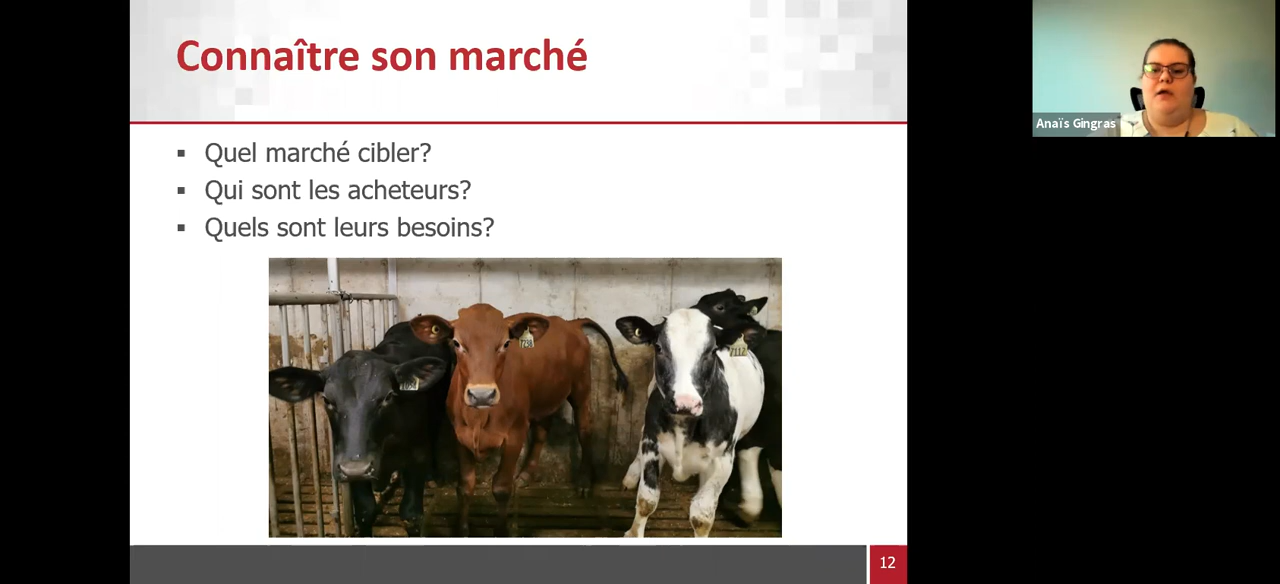 Connaître son marché
▪ Quel marché cibler?
▪ Qui sont les acheteurs?
▪ Quels sont leurs besoins?
12
Anaïs Gingras